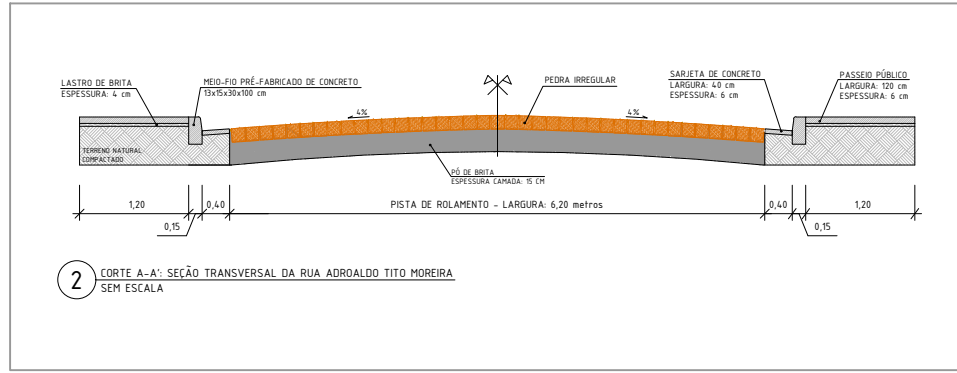 LASTRO DE BRITA
ESPESSURA: 4 cm
MEIO-FIO PRÉ-FABRICADO DE CONCRETO
13x15x30x100 cm
PEDRA IRREGULAR
SARJETA DE CONCRETO
LARGURA: 40 cm
ESPESSURA: 6 cm
PASSEIO PÚBLICO
LARGURA: 120 cm
ESPESSURA: 6 cm
4%
4%
TERRENO NATURAL
COMPACTADO
PÓ DE BRITA
ESPESSURA CAMADA: 15 CM
1,20
0,15
0,40
PISTA DE ROLAMENTO - LARGURA: 6,20 metros
0,40
0,15
1,20
2
CORTE A-A': SEÇÃO TRANSVERSAL DA RUA ADROALDO TITO MOREIRA
SEM ESCALA